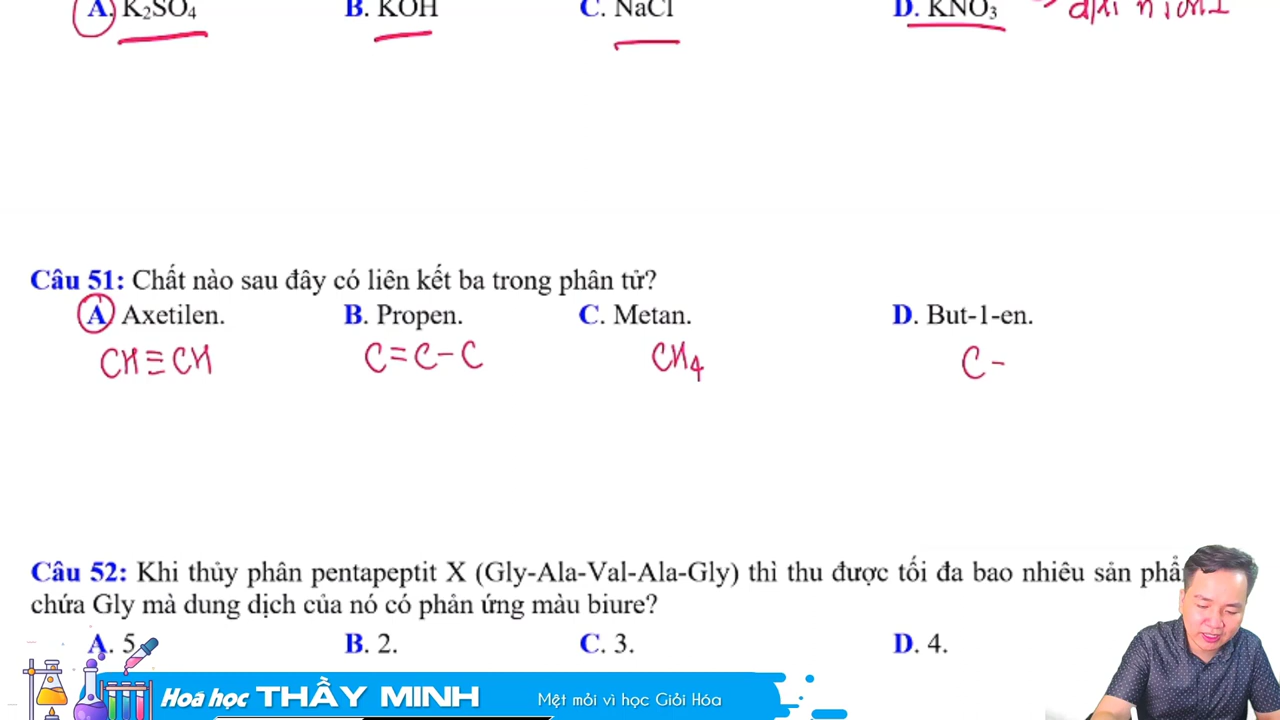 A. K₂SO₄ B. KOH C. NaCl D. KNO₃
Câu 51: Chất nào sau đây có liên kết ba trong phân tử?
A Axetilen. B. Propen. C. Metan. D. But-1-en.
CH≡CH C=C-C CH₄ C-
Câu 52: Khi thủy phân pentapeptit X (Gly-Ala-Val-Ala-Gly) thì thu được tối đa bao nhiêu sản
chứa Gly mà dung dịch của nó có phản ứng màu biure?
A. 5 B. 2. C. 3. D. 4.
Hoá học THẦY MINH Mệt mỏi vì học Giỏi Hóa